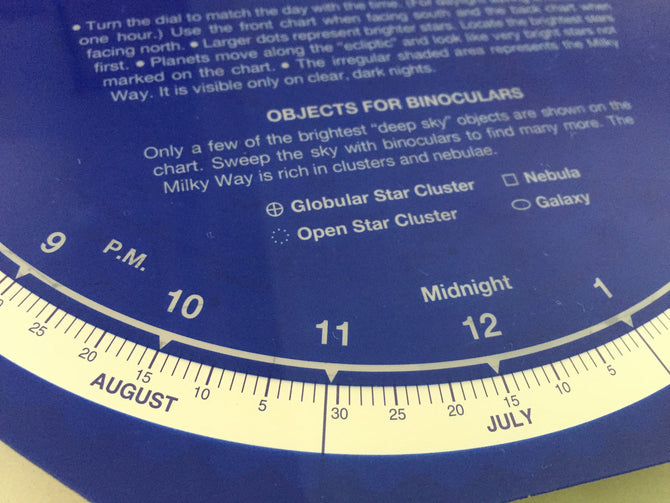 • Turn the dial to match the day with the time. (For daylight
one hour.) Use the front chart when facing south and the back chart when
facing north. • Larger dots represent brighter stars. Locate the brightest stars
first. • Planets move along the "ecliptic" and look like very bright stars not
marked on the chart. • The irregular shaded area represents the Milky
Way. It is visible only on clear, dark nights.
OBJECTS FOR BINOCULARS
Only a few of the brightest "deep sky" objects are shown on the
chart. Sweep the sky with binoculars to find many more. The
Milky Way is rich in clusters and nebulae.
Globular Star Cluster Nebula
Open Star Cluster Galaxy
9 P.M. 10 11 Midnight 12 1
25 20 15 10 5 30 25 20 15 10 5
AUGUST JULY